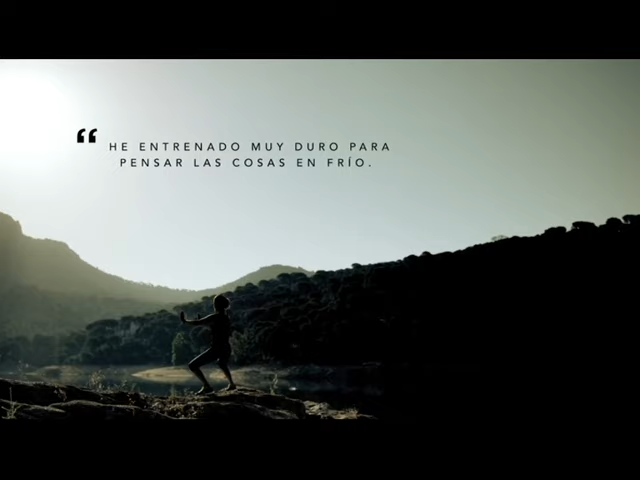 “ HE ENTRENADO MUY DURO PARA
PENSAR LAS COSAS EN FRÍO.